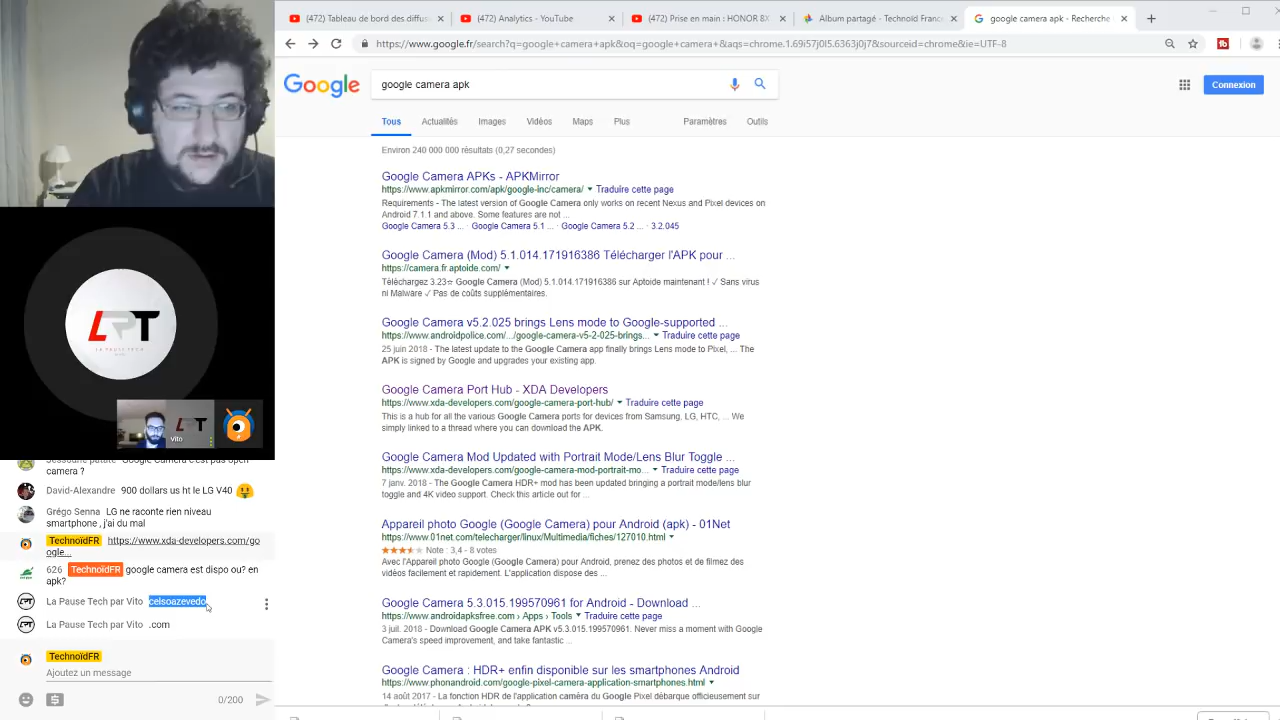 (472) Tableau de bord des diffus
(472) Analytics - YouTube
(472) Prise en main : HONOR 8X
Album partagé - Technoid France
google camera apk - Recherche
https://www.google.fr/search?q=google+camera+apk&oq=google+camera+&aqs=chrome.1.69i57j0l5.6363j0j7&sourceid=chrome&ie=UTF-8
Google
google camera apk
Connexion
Tous
Actualités
Images
Vidéos
Maps
Plus
Paramètres
Outils
Environ 240 000 000 résultats (0,27 secondes)
Google Camera APKs - APKMirror
https://www.apkmirror.com/apk/google-inc/camera/ ▾ Traduire cette page
Requirements - The latest version of Google Camera only works on recent Nexus and Pixel devices on
Android 7.1.1 and above. Some features are not ...
Google Camera 5.3 ... · Google Camera 5.1 ... · Google Camera 5.2 ... · 3.2.045
Google Camera (Mod) 5.1.014.171916386 Télécharger l'APK pour ...
https://camera.fr.aptoide.com/ ▾
Téléchargez 3.23☆ Google Camera (Mod) 5.1.014.171916386 sur Aptoide maintenant ! ✓ Sans virus
ni Malware ✓ Pas de coûts supplémentaires.
Google Camera v5.2.025 brings Lens mode to Google-supported ...
https://www.androidpolice.com/.../google-camera-v5-2-025-brings... ▾ Traduire cette page
25 juin 2018 - The latest update to the Google Camera app finally brings Lens mode to Pixel, ... The
APK is signed by Google and upgrades your existing app.
Google Camera Port Hub - XDA Developers
https://www.xda-developers.com/google-camera-port-hub/ ▾ Traduire cette page
This is a hub for all the various Google Camera ports for devices from Samsung, LG, HTC, ... We
simply linked to a thread where you can download the APK.
Google Camera Mod Updated with Portrait Mode/Lens Blur Toggle ...
https://www.xda-developers.com/google-camera-mod-portrait-mo... ▾ Traduire cette page
7 janv. 2018 - The Google Camera HDR+ mod has been updated bringing a portrait mode/lens blur
toggle and 4K video support. Check this article out for ...
Appareil photo Google (Google Camera) pour Android (apk) - 01Net
https://www.01net.com/telecharger/linux/Multimedia/fiches/127010.html ▾
Note : 3,4 - 8 votes
Avec l'Appareil photo Google (Google Camera) pour Android, prenez des photos et de filmez des
vidéos facilement et rapidement. L'application dispose des ...
Google Camera 5.3.015.199570961 for Android - Download ...
https://www.androidapksfree.com › Apps › Tools ▾ Traduire cette page
3 juil. 2018 - Download Google Camera APK v5.3.015.199570961. Never miss a moment with Google
Camera's speed improvement, and take fantastic ...
Google Camera : HDR+ enfin disponible sur les smartphones Android
https://www.phonandroid.com/google-pixel-camera-application-smartphones.html ▾
14 août 2017 - La fonction HDR de l'application caméra du Google Pixel débarque officieusement sur
LRT
LA PAUSE TECH
LRT
Vito
Google Camera c'est pas open
camera ?
David-Alexandre 900 dollars us ht le LG V40
Grégo Senna LG ne raconte rien niveau
smartphone , j'ai du mal
TechnoïdFR https://www.xda-developers.com/go
ogle...
626 TechnoïdFR google camera est dispo ou? en
apk?
La Pause Tech par Vito celsoazevedo
La Pause Tech par Vito .com
TechnoïdFR
Ajoutez un message
0/200